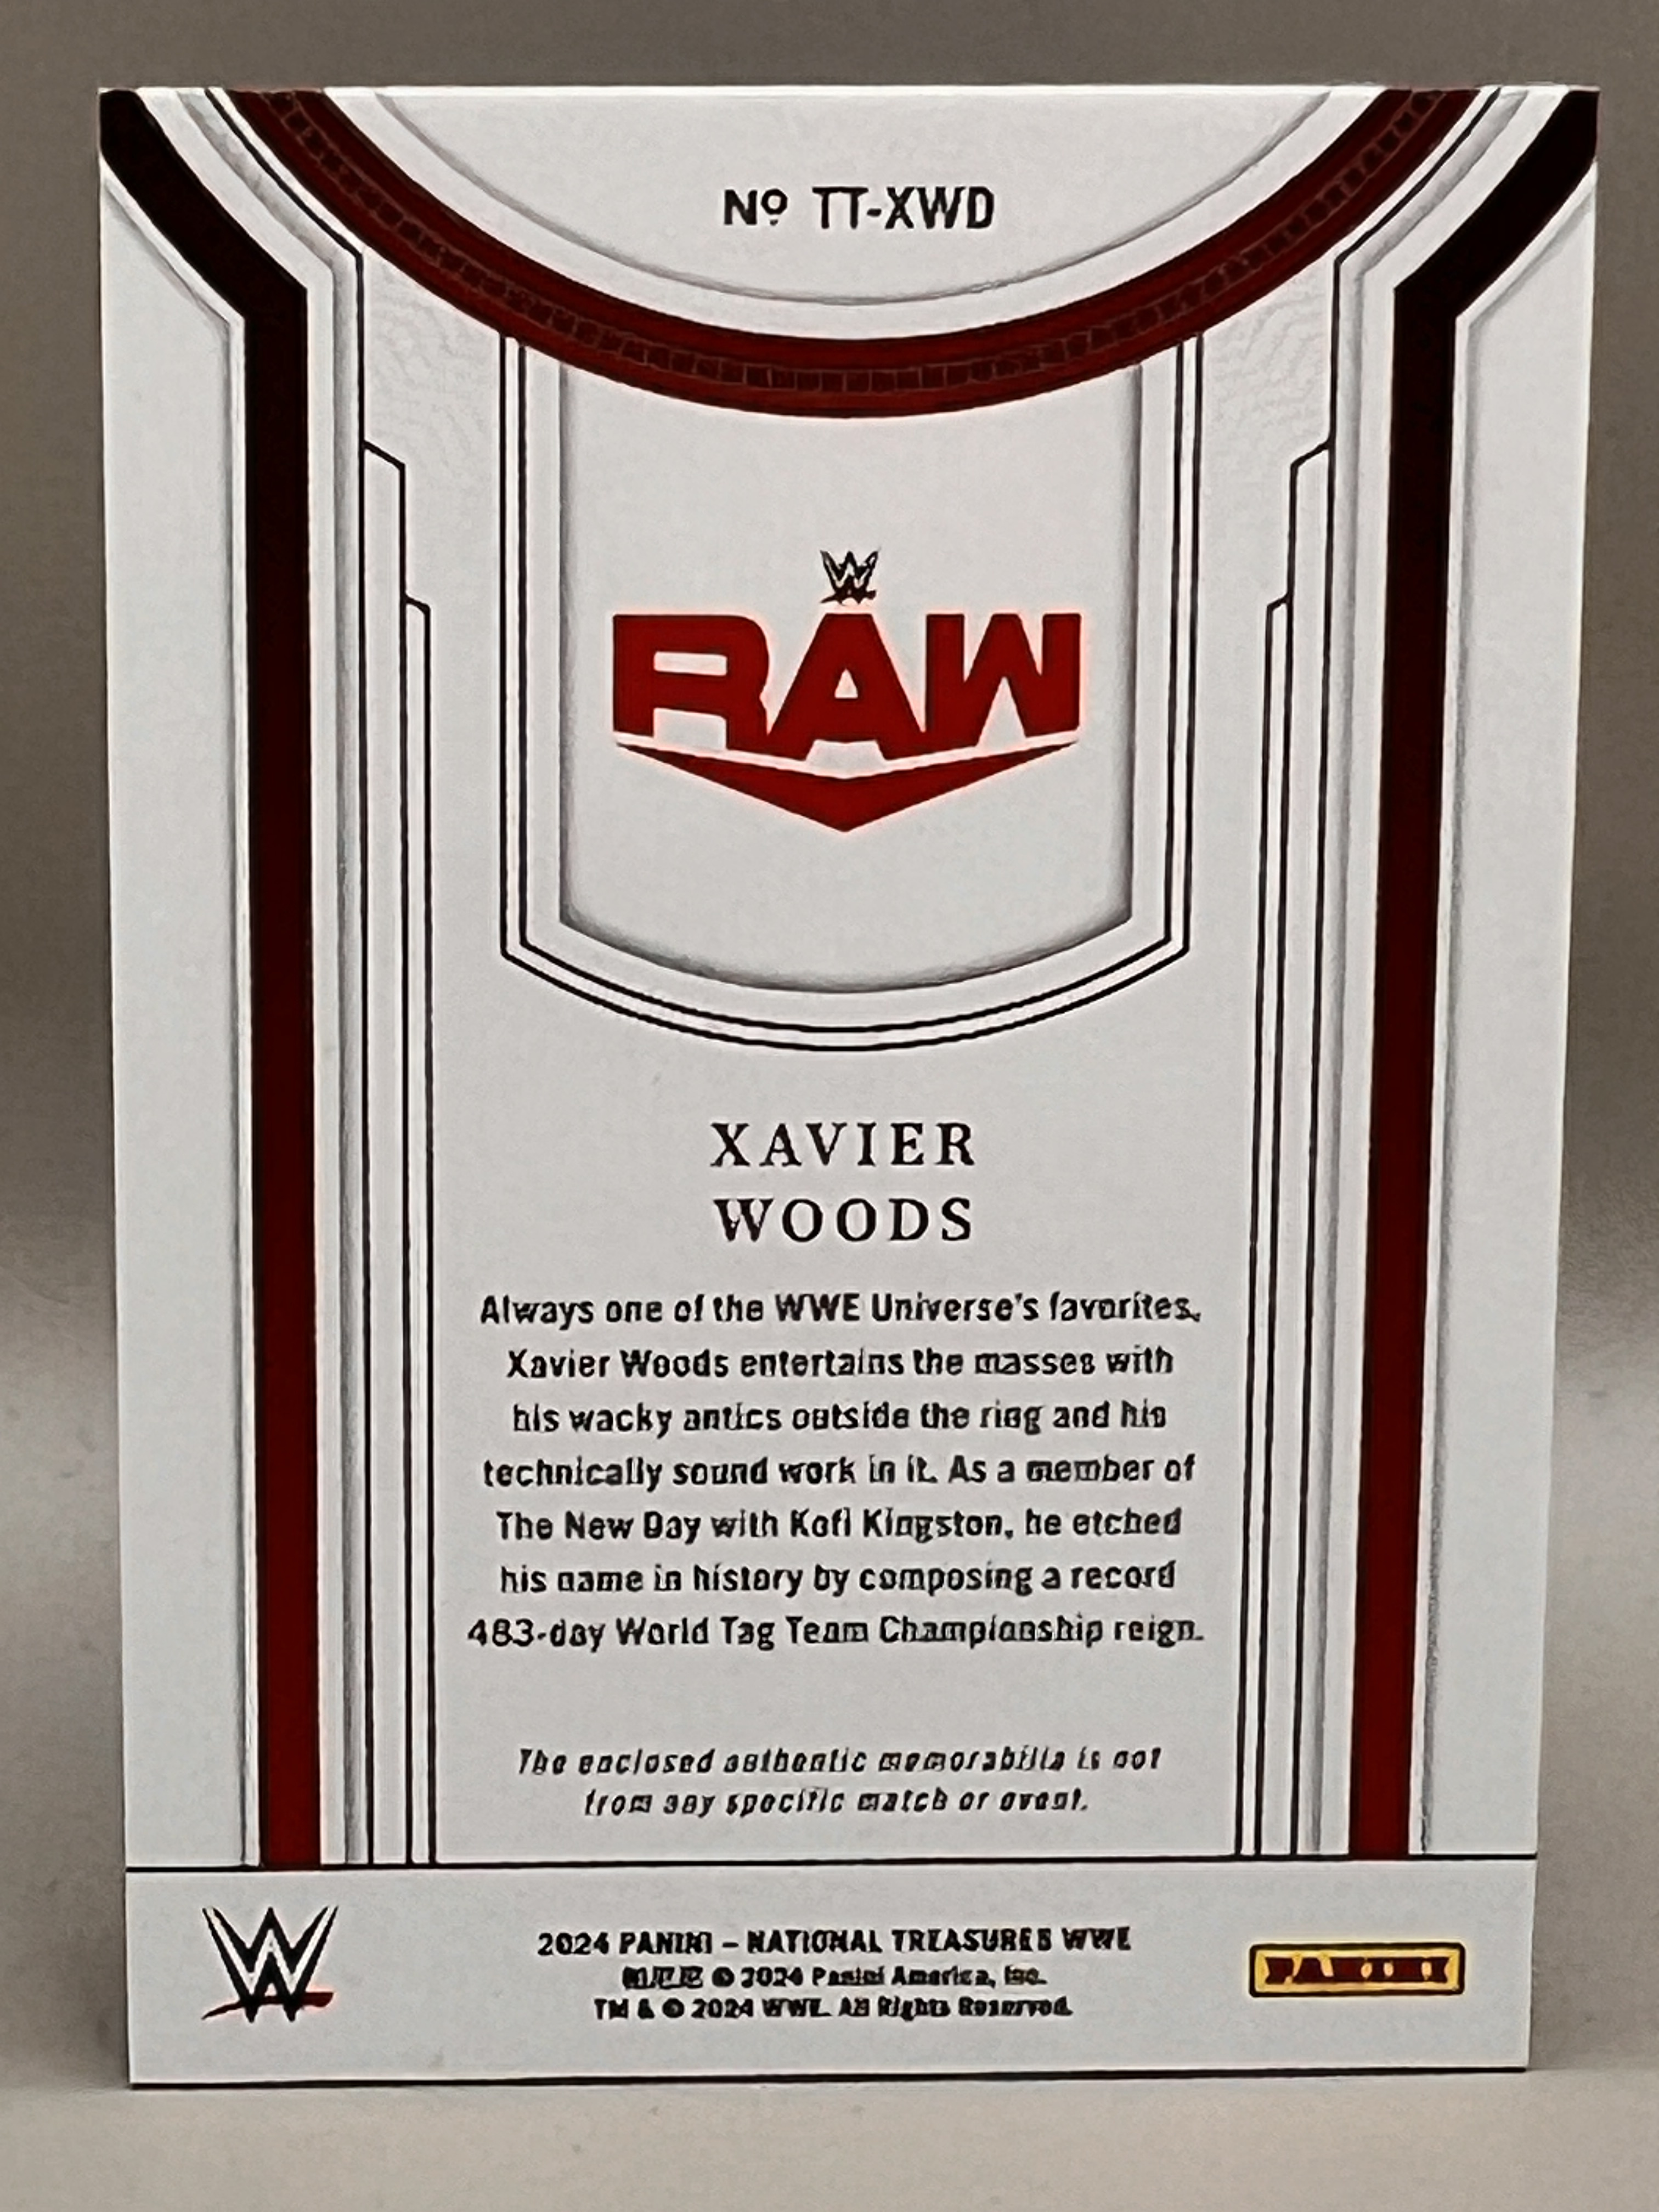 Nº TT-XWD
W
RAW
XAVIER
WOODS
Always one of the WWE Universe's favorites,
Xavier Woods entertains the masses with
his wacky antics outside the ring and his
technically sound work in it. As a member of
The New Day with Kofi Kingston, he etched
his name in history by composing a record
483-day World Tag Team Championship reign.
The enclosed authentic memorabilia is not
from any specific match or event.
W
2024 PANINI – NATIONAL TREASURES WWE
© 2024 Panini America, Inc.
TM & © 2024 WWE. All Rights Reserved.
PANINI